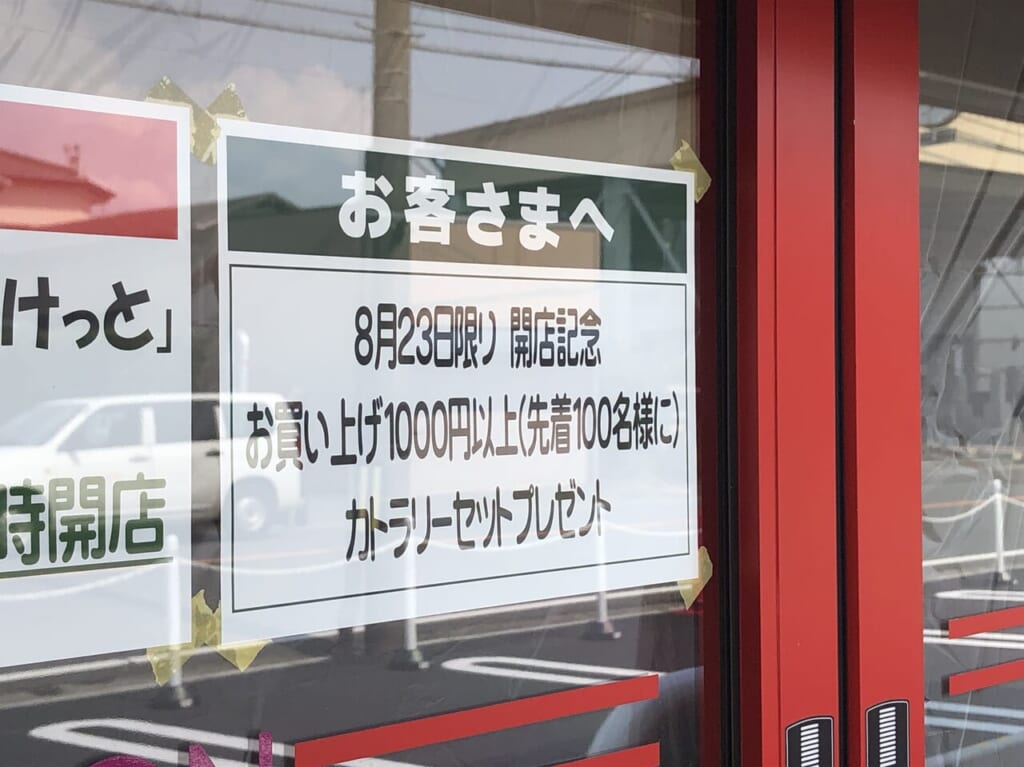 けっと」
時開店
お客さまへ
8月23日限り 開店記念
お買い上げ1000円以上(先着100名様に)
カトラリーセットプレゼント